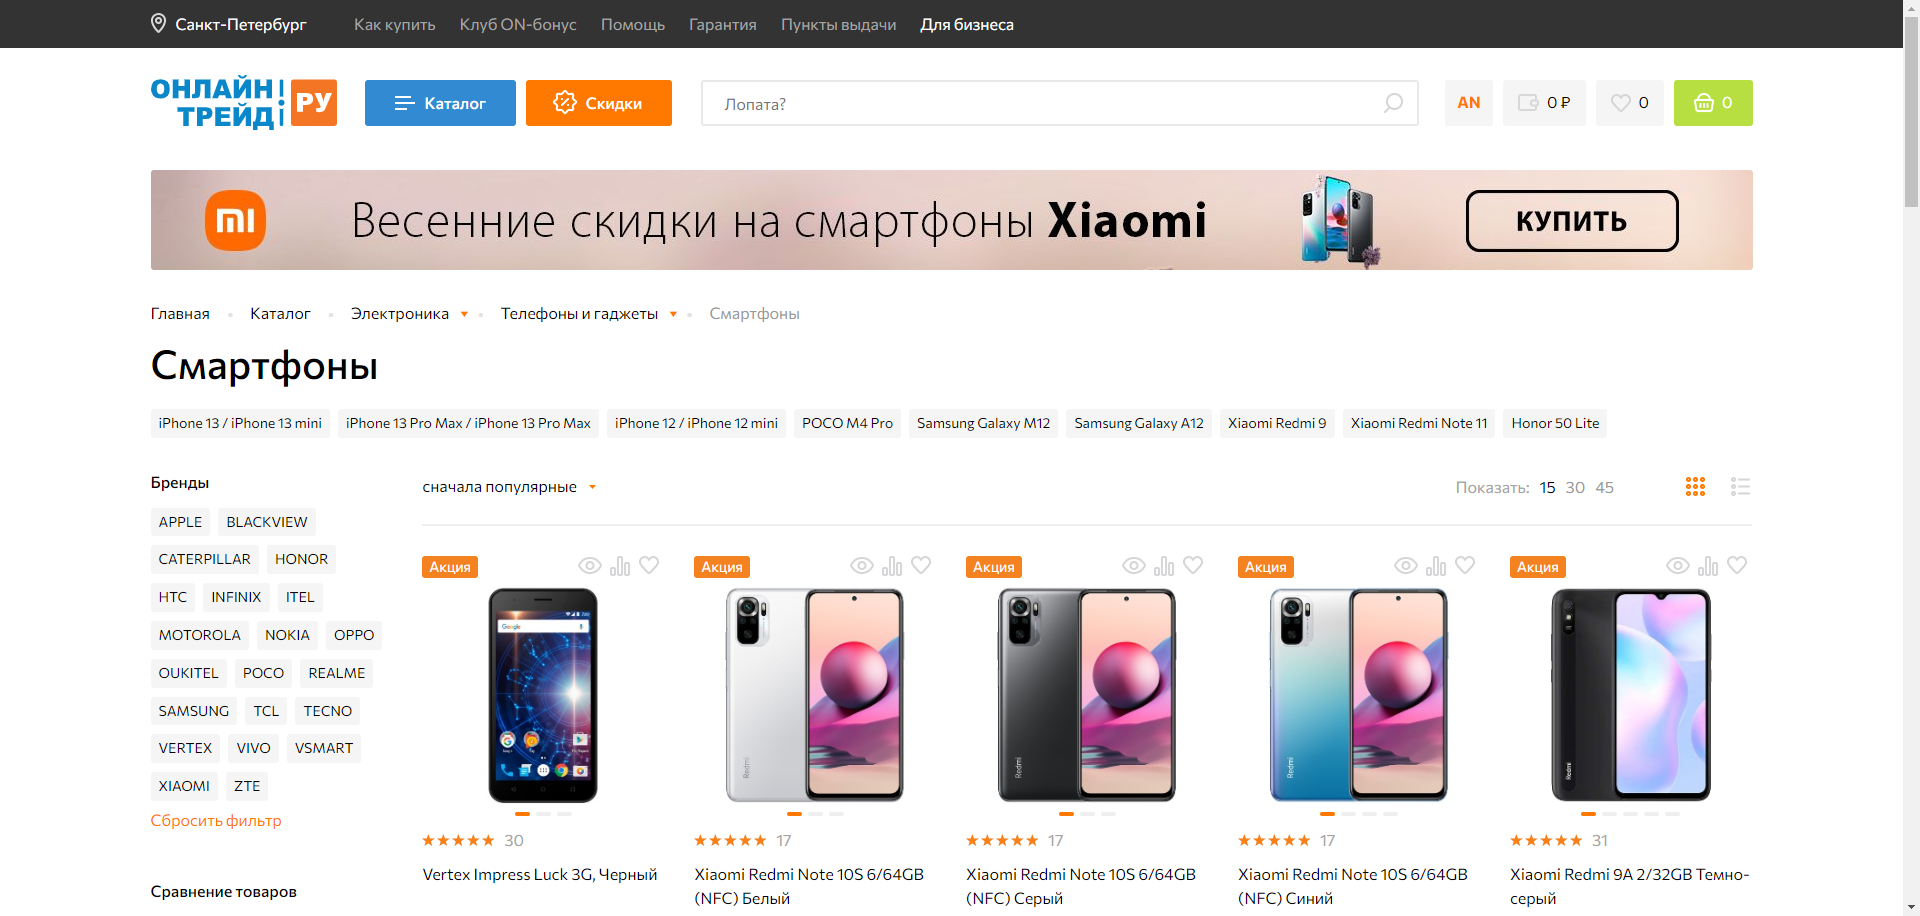 Санкт-Петербург
Как купить
Клуб ON-бонус
Помощь
Гарантия
Пункты выдачи
Для бизнеса
ОНЛАЙН
ТРЕЙД
РУ
Каталог
Скидки
Лопата?
AN
0 ₽
0
0
Весенние скидки на смартфоны Xiaomi
КУПИТЬ
Главная
Каталог
Электроника
Телефоны и гаджеты
Смартфоны
Смартфоны
iPhone 13 / iPhone 13 mini
iPhone 13 Pro Max / iPhone 13 Pro Max
iPhone 12 / iPhone 12 mini
POCO M4 Pro
Samsung Galaxy M12
Samsung Galaxy A12
Xiaomi Redmi 9
Xiaomi Redmi Note 11
Honor 50 Lite
Бренды
APPLE
BLACKVIEW
CATERPILLAR
HONOR
HTC
INFINIX
ITEL
MOTOROLA
NOKIA
OPPO
OUKITEL
POCO
REALME
SAMSUNG
TCL
TECNO
VERTEX
VIVO
VSMART
XIAOMI
ZTE
Сбросить фильтр
Сравнение товаров
сначала популярные
Показать: 15 30 45
Акция
Google
30
Vertex Impress Luck 3G, Черный
Акция
Redmi
17
Xiaomi Redmi Note 10S 6/64GB
(NFC) Белый
Акция
Redmi
17
Xiaomi Redmi Note 10S 6/64GB
(NFC) Серый
Акция
Redmi
17
Xiaomi Redmi Note 10S 6/64GB
(NFC) Синий
Акция
Redmi
31
Xiaomi Redmi 9A 2/32GB Темно-
серый